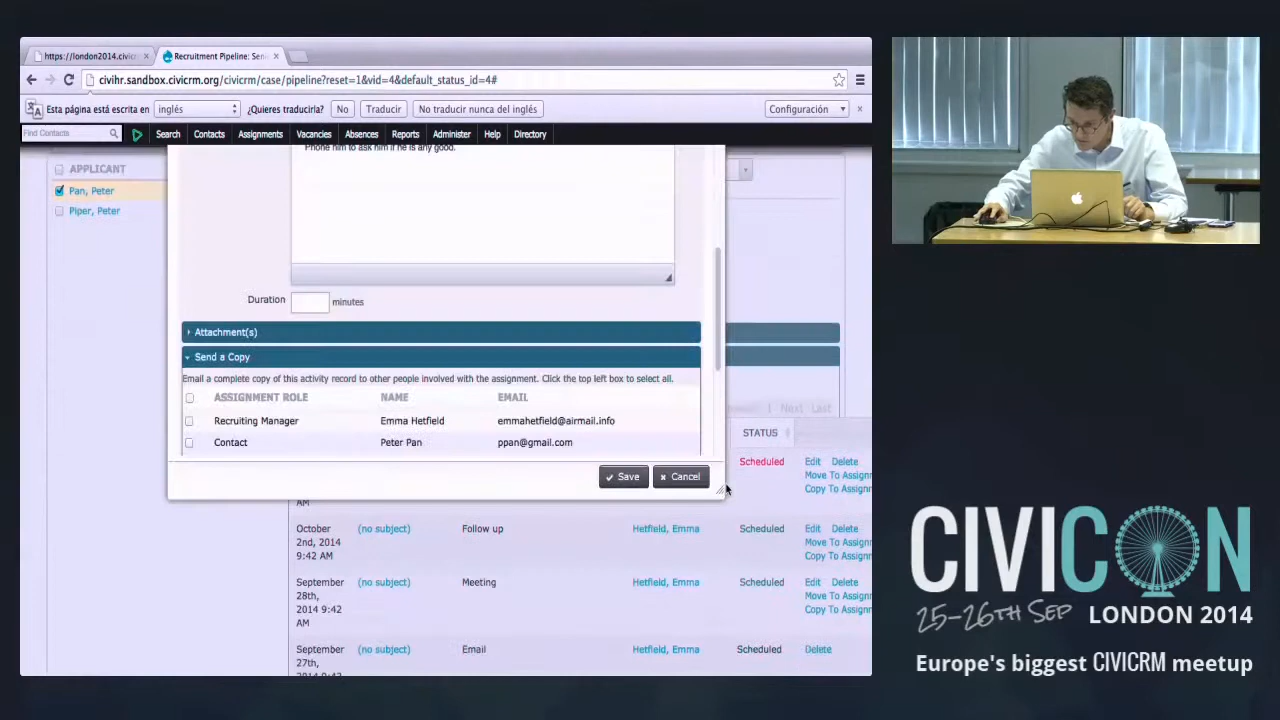 https://london2014.civicr
Recruitment Pipeline: Sen
civihr.sandbox.civicrm.org/civicrm/case/pipeline?reset=1&vid=4&default_status_id=4#
Esta página está escrita en inglés ¿Quieres traducirla? No Traducir No traducir nunca del inglés Configuración
Find Contacts Search Contacts Assignments Vacancies Absences Reports Administer Help Directory
APPLICANT
Pan, Peter
Piper, Peter
Phone him to ask him if he is any good.
Duration minutes
Attachment(s)
Send a Copy
Email a complete copy of this activity record to other people involved with the assignment. Click the top left box to select all.
ASSIGNMENT ROLE NAME EMAIL
Recruiting Manager Emma Hetfield emmahetfield@airmail.info
Contact Peter Pan ppan@gmail.com
Save Cancel
Next Last
STATUS
Scheduled Edit Delete
Move To Assignm
Copy To Assignm
AM
October
2nd, 2014
9:42 AM
(no subject) Follow up Hetfield, Emma Scheduled Edit Delete
Move To Assignm
Copy To Assignm
September
28th,
2014 9:42
AM
(no subject) Meeting Hetfield, Emma Scheduled Edit Delete
Move To Assignm
Copy To Assignm
September
27th,
(no subject) Email Hetfield, Emma Scheduled Delete
CIVICON
25-26TH SEP LONDON 2014
Europe's biggest CIVICRM meetup